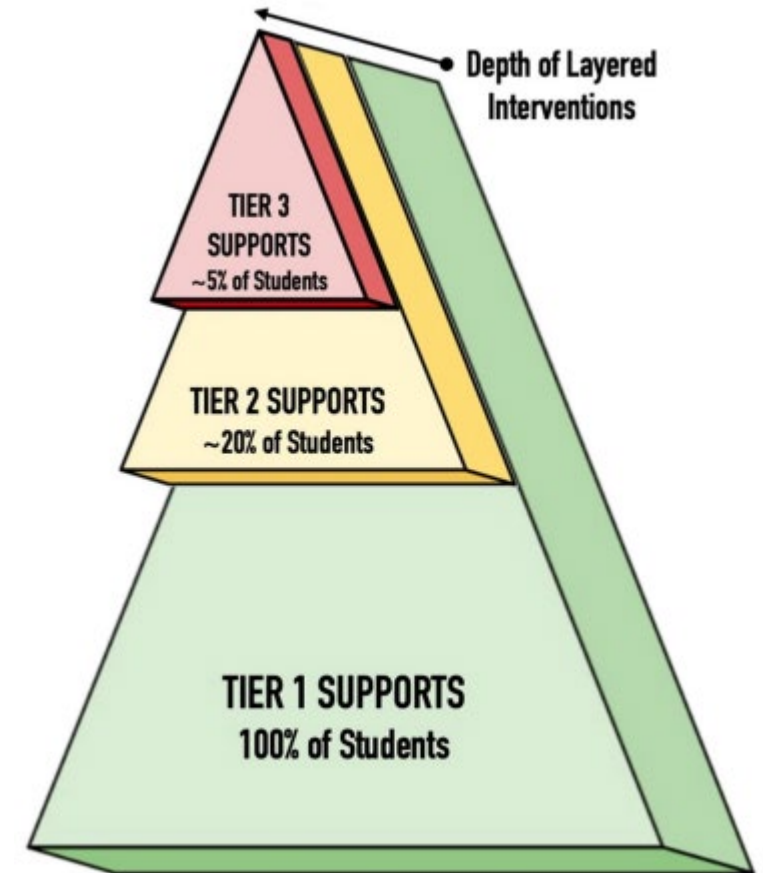 Depth of Layered
Interventions
TIER 3
SUPPORTS
~5% of Students
TIER 2 SUPPORTS
~20% of Students
TIER 1 SUPPORTS
100% of Students